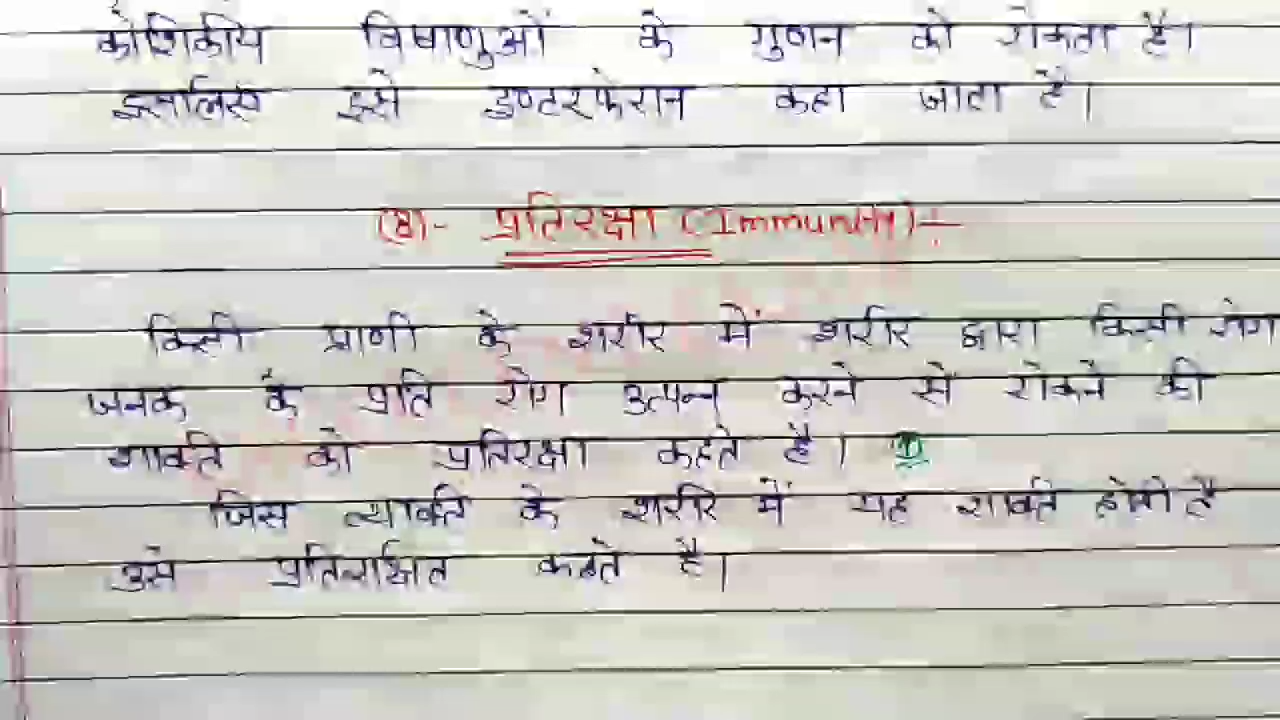 कोशिकीय विषाणुओं के गुणन को रोकता है।
इसलिए इसे इण्टरफेरान कहा जाता है।
(8)- प्रतिरक्षा (Immunity) :-
किसी प्राणी के शरीर में शरीर द्वारा किसी रोग
जनक के प्रति रोग उत्पन्न करने से रोकने की
शक्ति को प्रतिरक्षा कहते है।
जिस व्यक्ति के शरीर में यह शक्ति होती है
उसे प्रतिरक्षित कहते है।